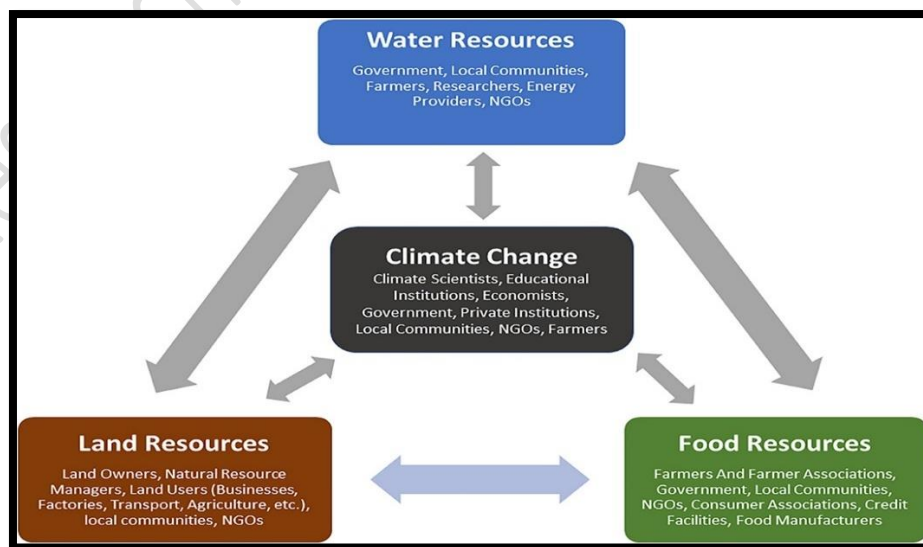 Water Resources
Government, Local Communities,
Farmers, Researchers, Energy
Providers, NGOs
Climate Change
Climate Scientists, Educational
Institutions, Economists,
Government, Private Institutions,
Local Communities, NGOs, Farmers
Land Resources
Land Owners, Natural Resource
Managers, Land Users (Businesses,
Factories, Transport, Agriculture, etc.),
local communities, NGOs
Food Resources
Farmers And Farmer Associations,
Government, Local Communities,
NGOs, Consumer Associations, Credit
Facilities, Food Manufacturers